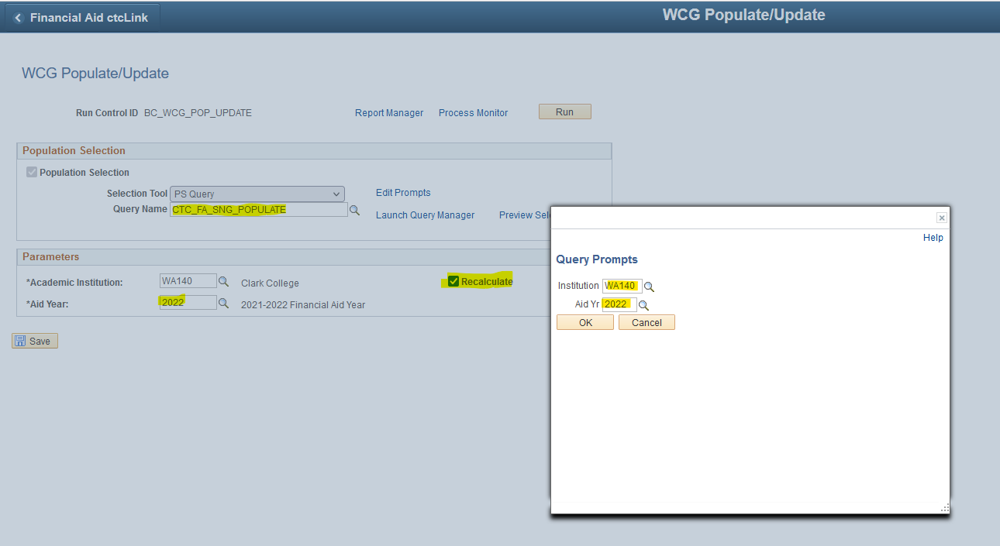 Financial Aid ctcLink
WCG Populate/Update
WCG Populate/Update
Run Control ID BC_WCG_POP_UPDATE Report Manager Process Monitor Run
Population Selection
Population Selection
Selection Tool PS Query Edit Prompts
Query Name CTC_FA_SNG_POPULATE
Launch Query Manager Preview Sel
Parameters
*Academic Institution: WA140 Clark College Recalculate
*Aid Year: 2022 2021-2022 Financial Aid Year
Save
Help
Query Prompts
Institution WA140
Aid Yr 2022
OK Cancel